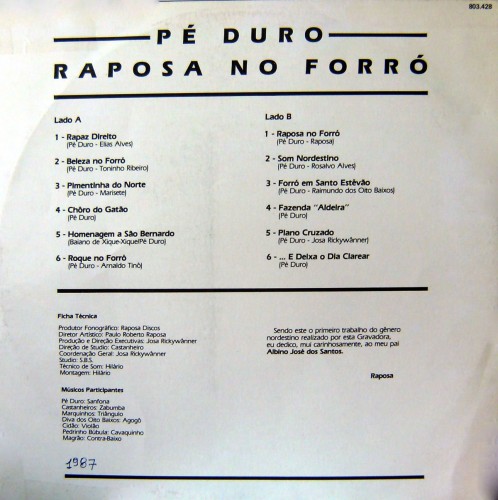 803.428
PÉ DURO
RAPOSA NO FORRÓ
Lado A
1 - Rapaz Direito
(Pé Duro - Elias Alves)
2 - Beleza no Forró
(Pé Duro - Toninho Ribeiro)
3 - Pimentinha do Norte
(Pé Duro - Marisete)
4 - Chôro do Gatão
(Pé Duro)
5 - Homenagem a São Bernardo
(Baiano de Xique-Xique/Pé Duro)
6 - Roque no Forró
(Pé Duro - Arnaldo Tinô)
Lado B
1 - Raposa no Forró
(Pé Duro - Raposa)
2 - Som Nordestino
(Pé Duro - Rosalvo Alves)
3 - Forró em Santo Estêvão
(Pé Duro - Raimundo dos Oito Baixos)
4 - Fazenda "Aldeira"
(Pé Duro)
5 - Plano Cruzado
(Pé Duro - Josa Rickywânner)
6 - ... E Deixa o Dia Clarear
(Pé Duro)
Ficha Técnica
Produtor Fonográfico: Raposa Discos
Diretor Artístico: Paulo Roberto Raposa
Produção e Direção Executivas: Josa Rickywânner
Direção de Studio: Castanheiro
Coordenação Geral: Josa Rickywânner
Studio: S.B.S.
Técnico de Som: Hilário
Montagem: Hilário
Músicos Participantes
Pé Duro: Sanfona
Castanheiros: Zabumba
Marquinhos: Triângulo
Diva dos Oito Baixos: Agogô
Cidão: Violão
Pedrinho Búbula: Cavaquinho
Magrão: Contra-Baixo
Sendo este o primeiro trabalho do gênero
nordestino realizado por esta Gravadora,
eu dedico, mui carinhosamente, ao meu pai
Albino José dos Santos.
Raposa
1987